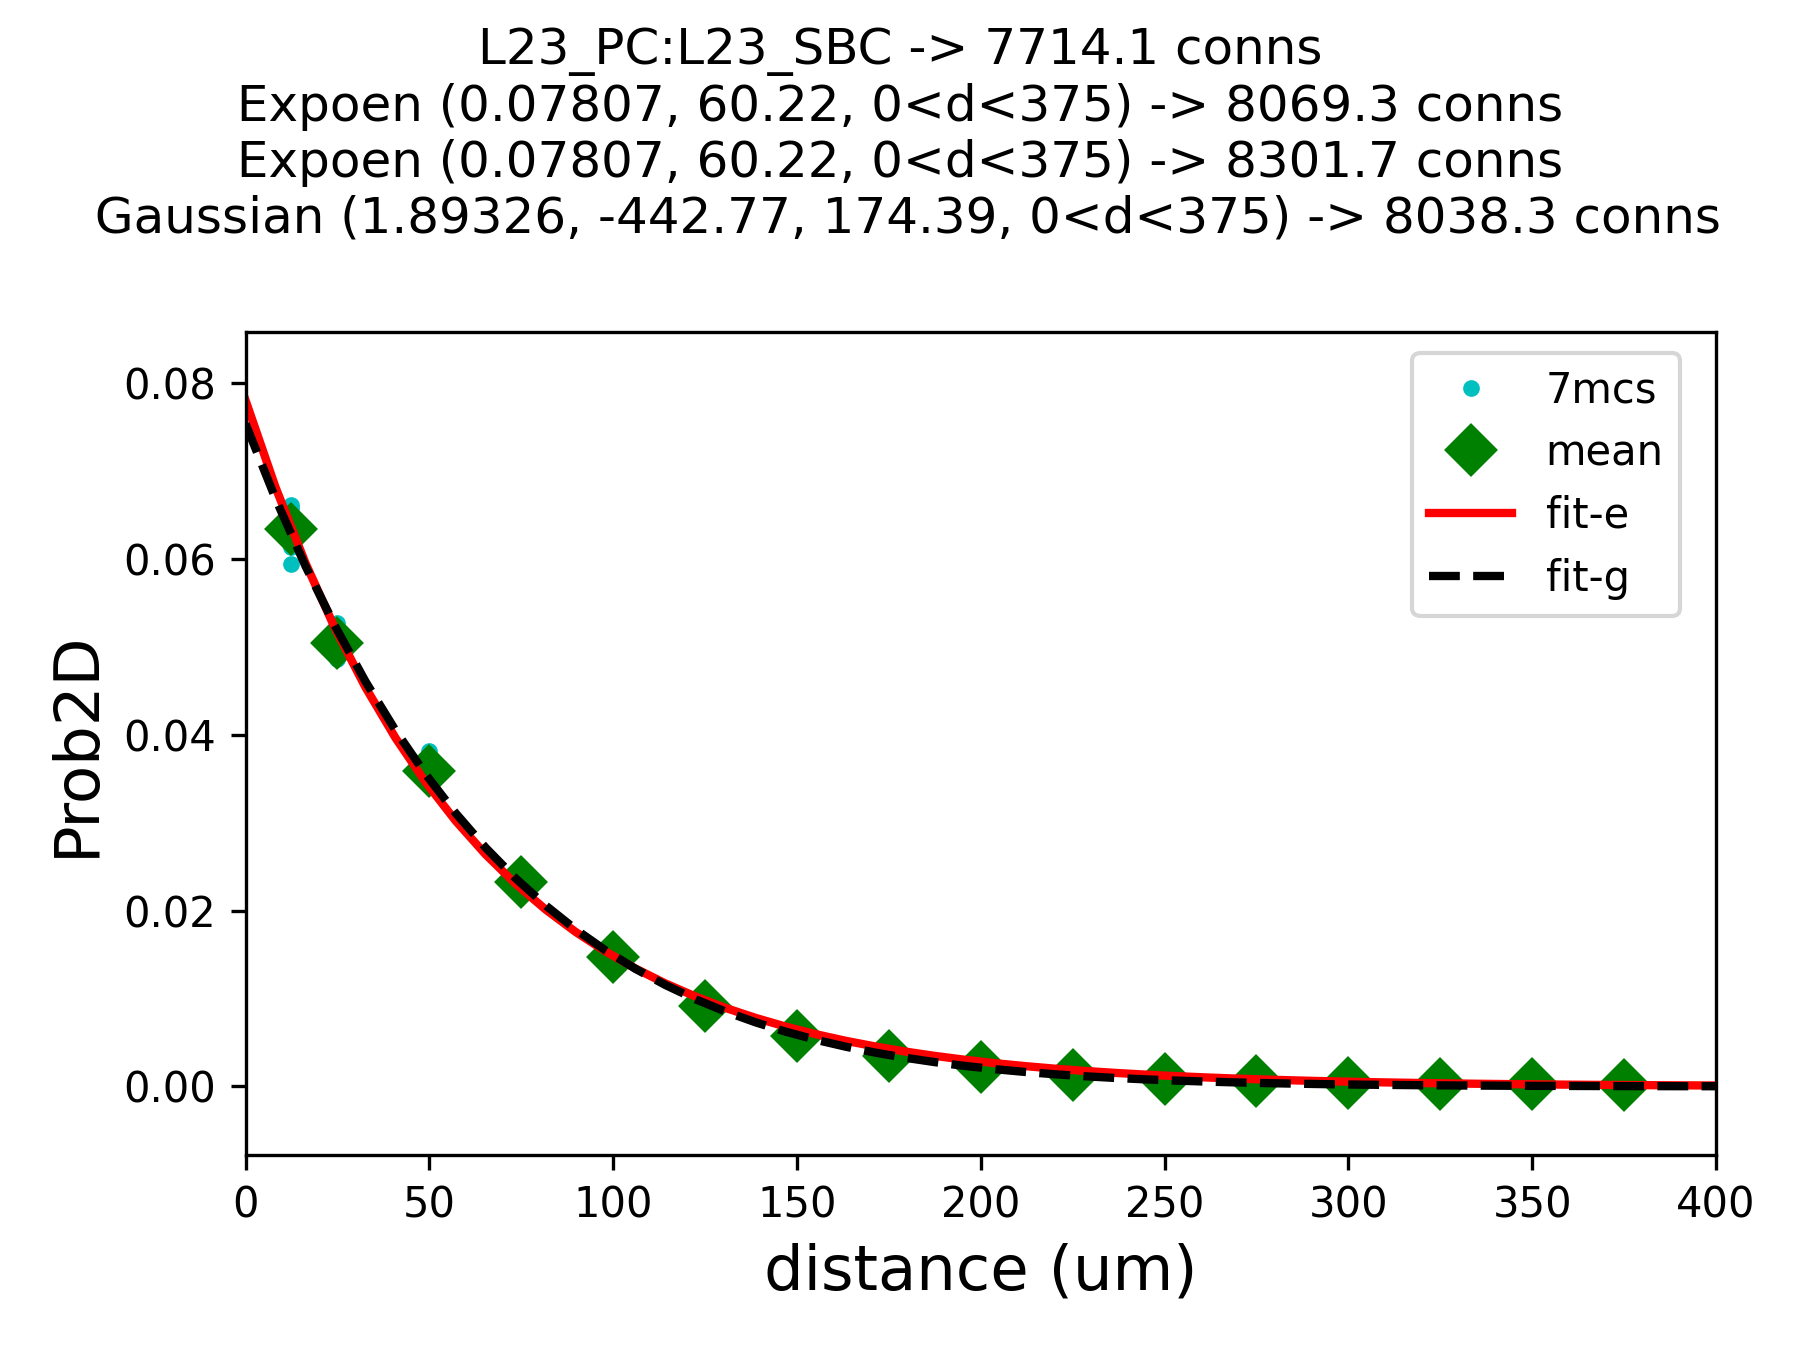 L23_PC:L23_SBC -> 7714.1 conns
Expoen (0.07807, 60.22, 0<d<375) -> 8069.3 conns
Expoen (0.07807, 60.22, 0<d<375) -> 8301.7 conns
Gaussian (1.89326, -442.77, 174.39, 0<d<375) -> 8038.3 conns
7mcs
mean
fit-e
fit-g
Prob2D
0.08
0.06
0.04
0.02
0.00
0 50 100 150 200 250 300 350 400
distance (um)